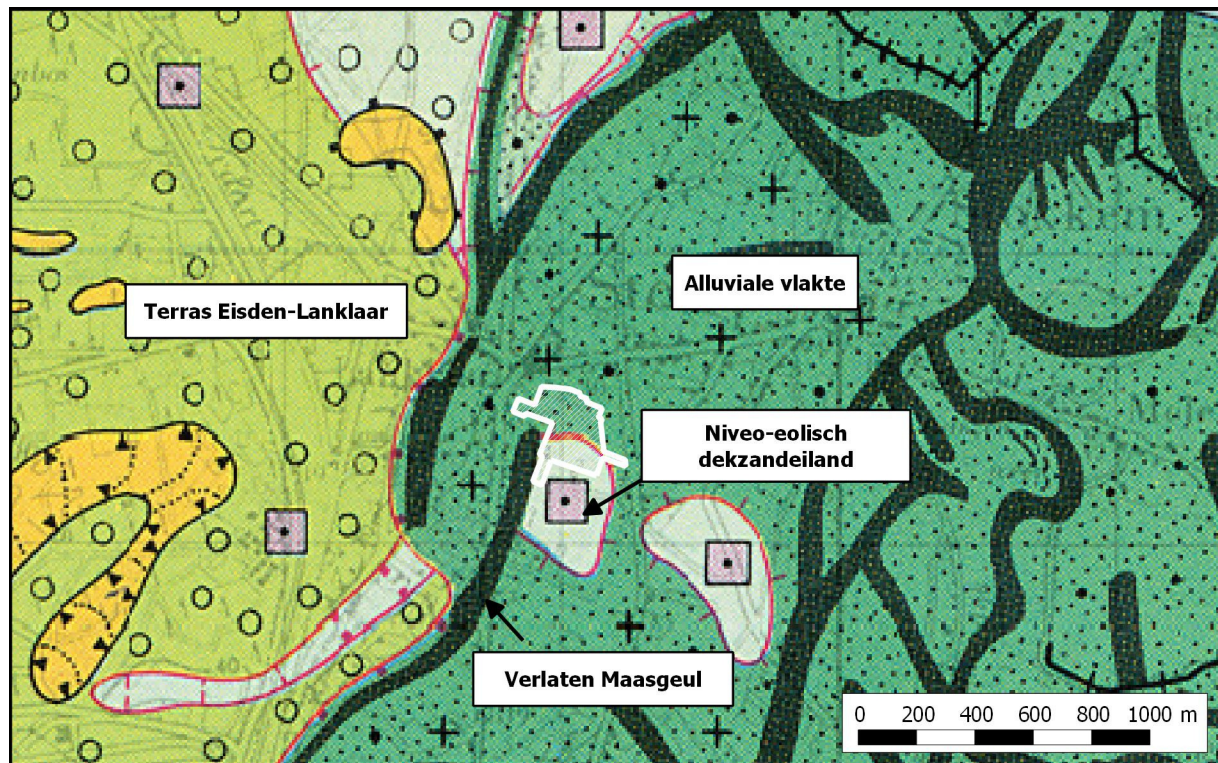 Terras Eisden-Lanklaar
Alluviale vlakte
Niveo-eolisch
dekzandeiland
Verlaten Maasgeul
0 200 400 600 800 1000 m